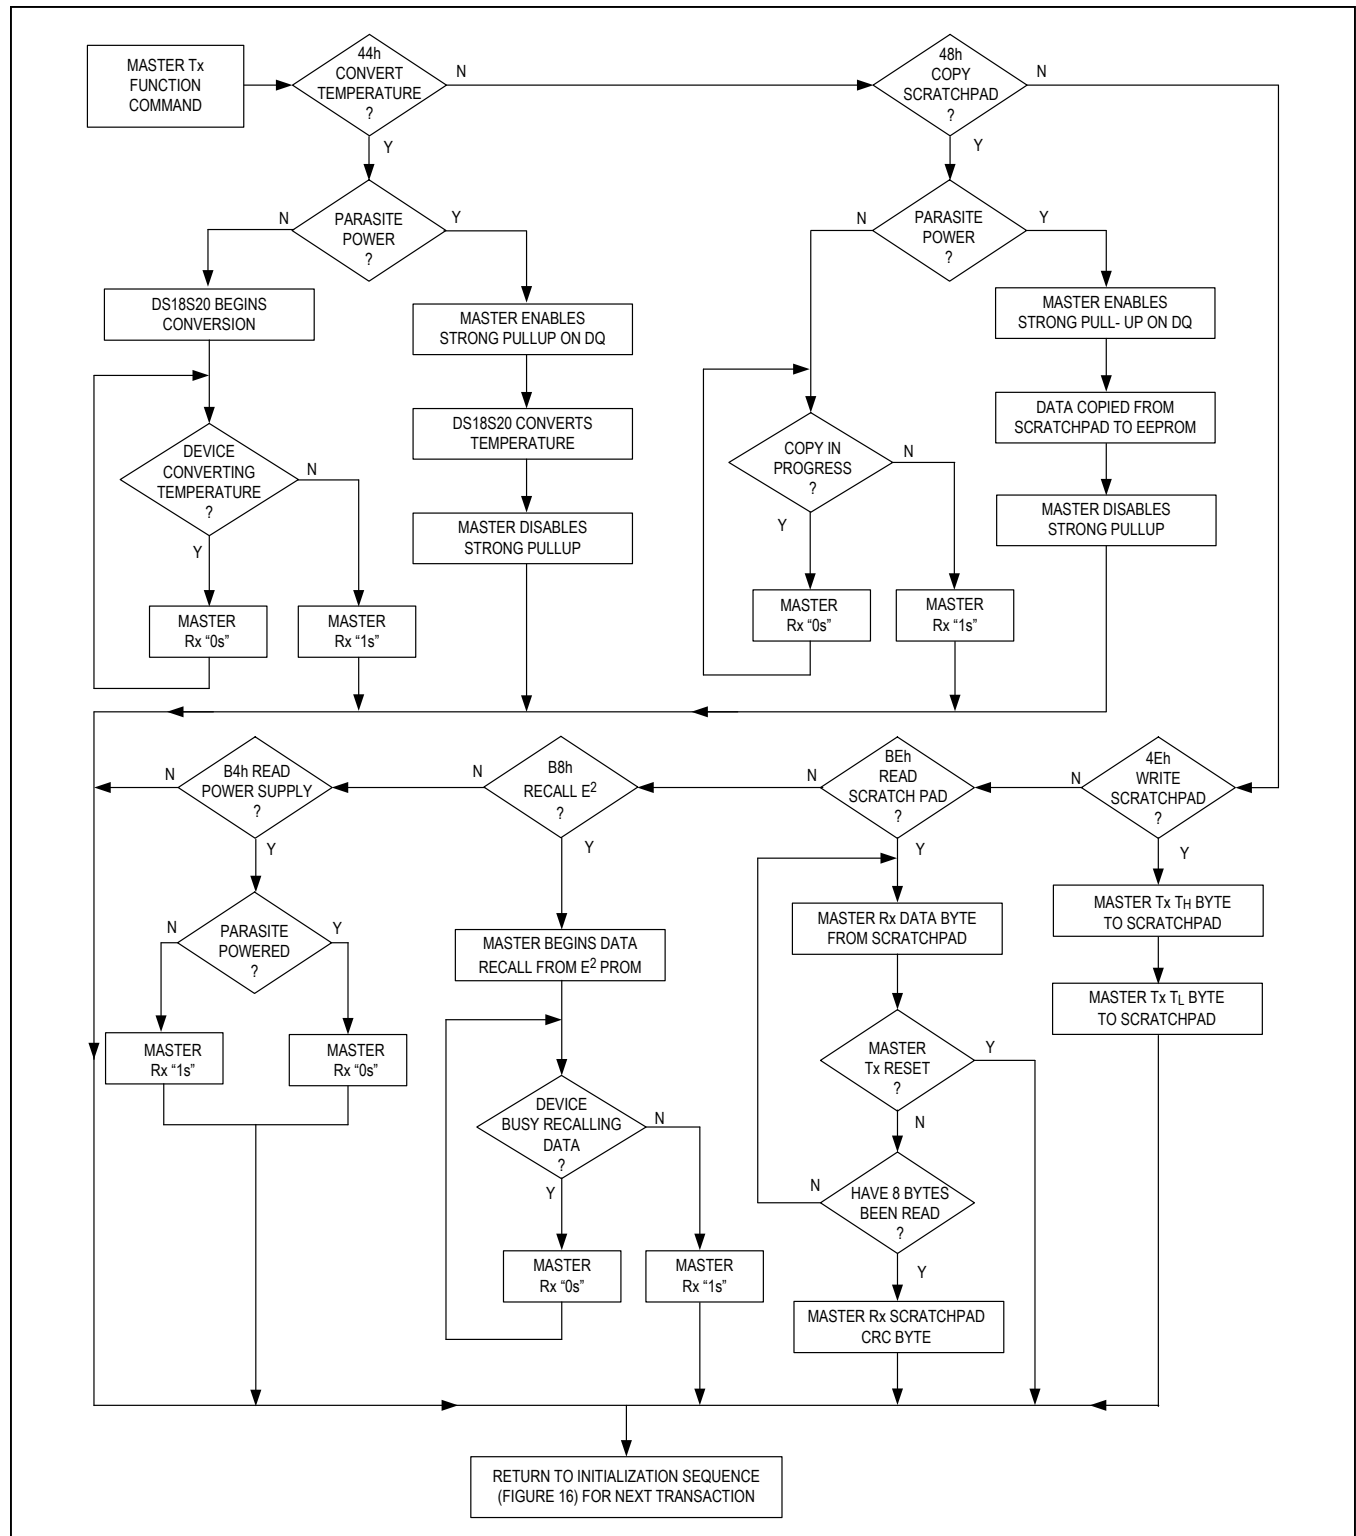 MASTER Tx
FUNCTION
COMMAND
44h
CONVERT
TEMPERATURE
?
N
Y
48h
COPY
SCRATCHPAD
?
N
Y
PARASITE
POWER
?
N
Y
DS18S20 BEGINS
CONVERSION
MASTER ENABLES
STRONG PULLUP ON DQ
DEVICE
CONVERTING
TEMPERATURE
?
N
Y
DS18S20 CONVERTS
TEMPERATURE
MASTER DISABLES
STRONG PULLUP
MASTER
Rx “0s”
MASTER
Rx “1s”
PARASITE
POWER
?
N
Y
MASTER ENABLES
STRONG PULL- UP ON DQ
DATA COPIED FROM
SCRATCHPAD TO EEPROM
COPY IN
PROGRESS
?
N
Y
MASTER DISABLES
STRONG PULLUP
MASTER
Rx “0s”
MASTER
Rx “1s”
B4h READ
POWER SUPPLY
?
N
Y
B8h
RECALL E2
?
N
Y
BEh
READ
SCRATCH PAD
?
N
Y
4Eh
WRITE
SCRATCHPAD
?
N
Y
PARASITE
POWERED
?
N
Y
MASTER
Rx “1s”
MASTER
Rx “0s”
MASTER BEGINS DATA
RECALL FROM E2 PROM
DEVICE
BUSY RECALLING
DATA
?
N
Y
MASTER
Rx “0s”
MASTER
Rx “1s”
MASTER Rx DATA BYTE
FROM SCRATCHPAD
MASTER
Tx RESET
?
Y
N
HAVE 8 BYTES
BEEN READ
?
N
Y
MASTER Rx SCRATCHPAD
CRC BYTE
MASTER Tx TH BYTE
TO SCRATCHPAD
MASTER Tx TL BYTE
TO SCRATCHPAD
RETURN TO INITIALIZATION SEQUENCE
(FIGURE 16) FOR NEXT TRANSACTION